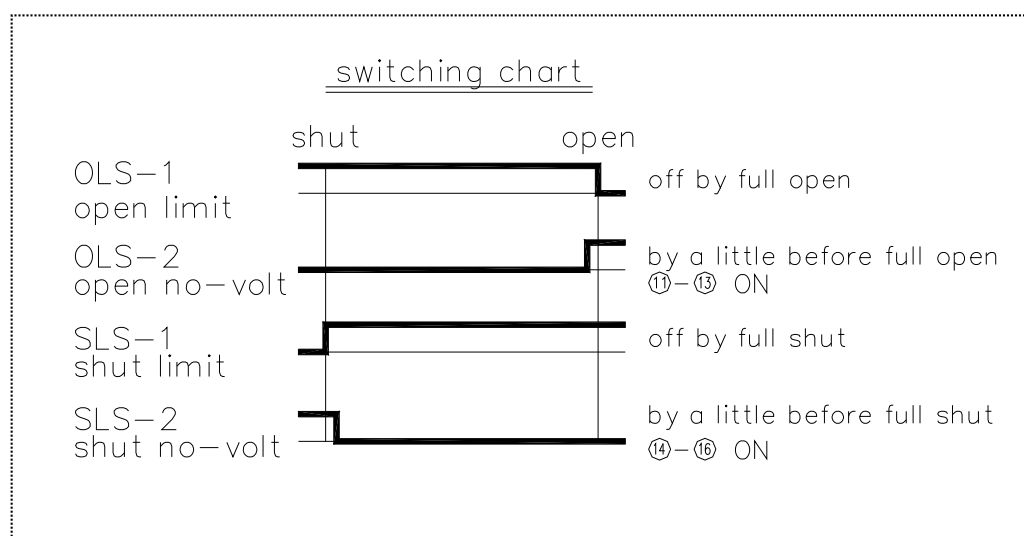 switching chart
shut open
OLS-1
open limit
off by full open
OLS-2
open no-volt
by a little before full open
⑪-⑬ ON
SLS-1
shut limit
off by full shut
SLS-2
shut no-volt
by a little before full shut
⑭-⑯ ON